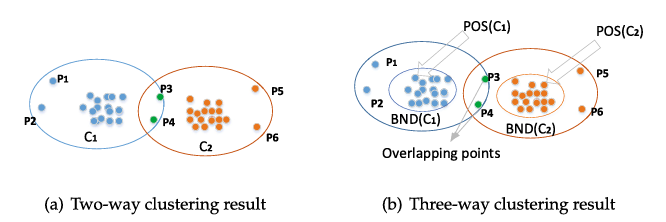 P1
P2
C1
P3
P4
C2
P5
P6
(a) Two-way clustering result
POS(C1)
POS(C2)
P1
P2
BND(C1)
P3
P4
BND(C2)
P5
P6
Overlapping points
(b) Three-way clustering result